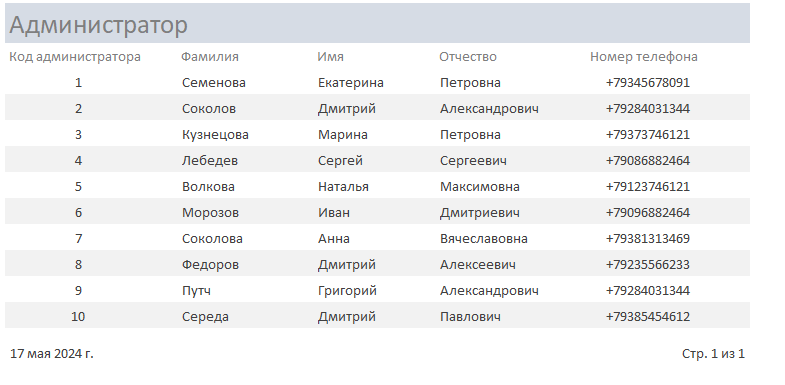 Администратор
Код администратора Фамилия Имя Отчество Номер телефона
1 Семенова Екатерина Петровна +79345678091
2 Соколов Дмитрий Александрович +79284031344
3 Кузнецова Марина Петровна +79373746121
4 Лебедев Сергей Сергеевич +79086882464
5 Волкова Наталья Максимовна +79123746121
6 Морозов Иван Дмитриевич +79096882464
7 Соколова Анна Вячеславовна +79381313469
8 Федоров Дмитрий Алексеевич +79235566233
9 Путч Григорий Александрович +79284031344
10 Середа Дмитрий Павлович +79385454612
17 мая 2024 г. Стр. 1 из 1